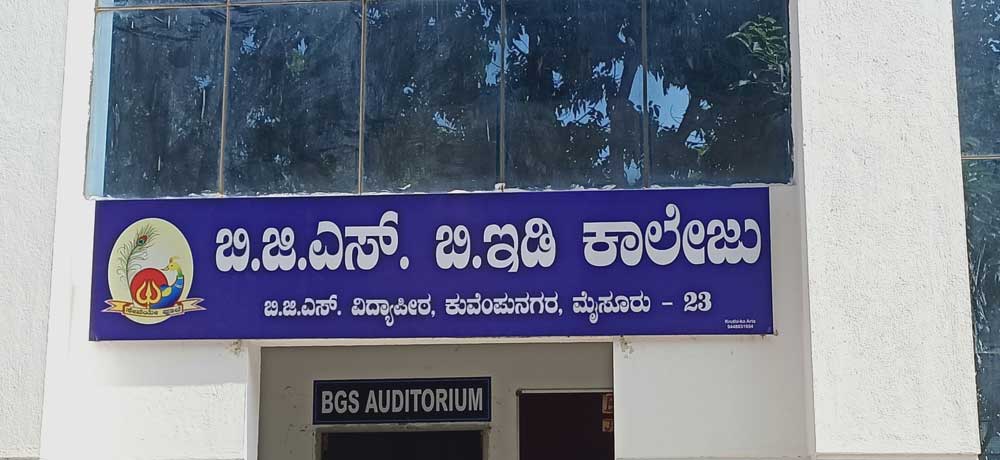 ಬಿ.ಜಿ.ಎಸ್. ಬಿ.ಇಡಿ ಕಾಲೇಜು
ಬಿ.ಜಿ.ಎಸ್. ವಿದ್ಯಾಪೀಠ, ಕುವೆಂಪುನಗರ, ಮೈಸೂರು - 23
BGS AUDITORIUM